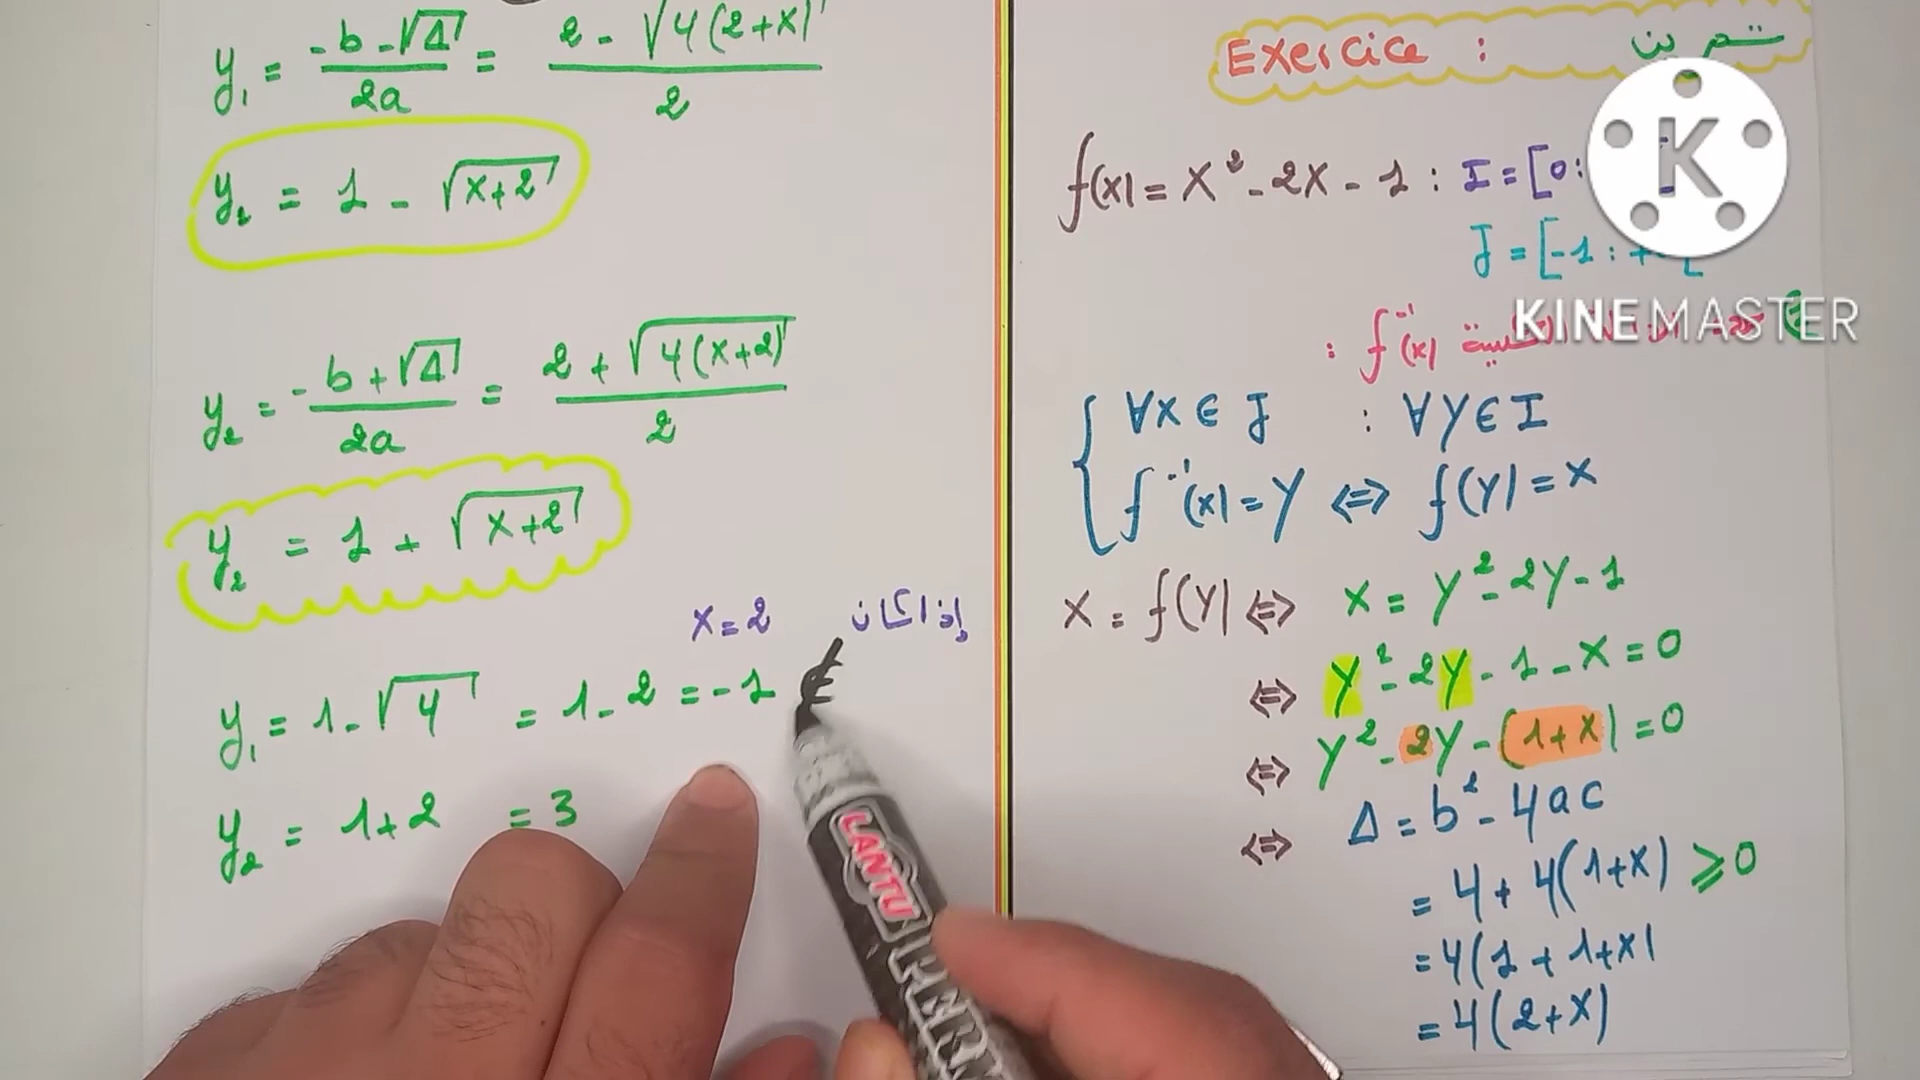 y₁ = (-b - √Δ)/2a = (2 - √4(2+x))/2
y₁ = 1 - √x+2
y₂ = (-b + √Δ)/2a = (2 + √4(x+2))/2
y₂ = 1 + √x+2
إذا كان x = 2
y₁ = 1 - √4 = 1 - 2 = -1
y₂ = 1+2 = 3
LANTU
Exercice : تمرين
f(x) = x² - 2x - 1 : I = [0:
J = [-1 : +
f⁻¹(x) :
KINEMASTER
∀x ∈ J : ∀y ∈ I
f⁻¹(x) = y ⇔ f(y) = x
x = f(y) ⇔ x = y² - 2y - 1
⇔ y² - 2y - 1 - x = 0
⇔ y² - 2y - (1+x) = 0
⇔ Δ = b² - 4ac
= 4 + 4(1+x) ⩾ 0
= 4(1 + 1+x)
= 4(2+x)